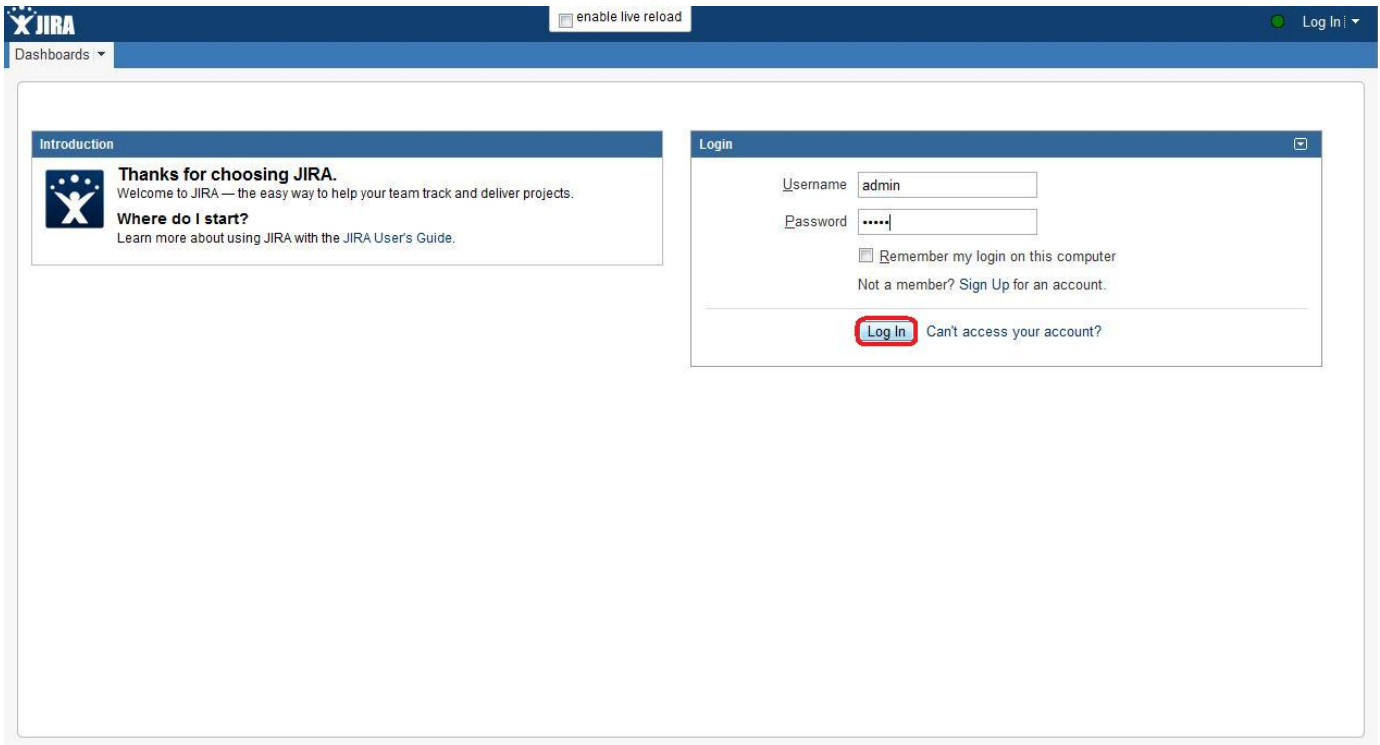 JIRA
enable live reload
Log In
Dashboards
Introduction
Thanks for choosing JIRA.
Welcome to JIRA — the easy way to help your team track and deliver projects.
Where do I start?
Learn more about using JIRA with the JIRA User's Guide.
Login
Username admin
Password •••••
Remember my login on this computer
Not a member? Sign Up for an account.
Log In Can't access your account?